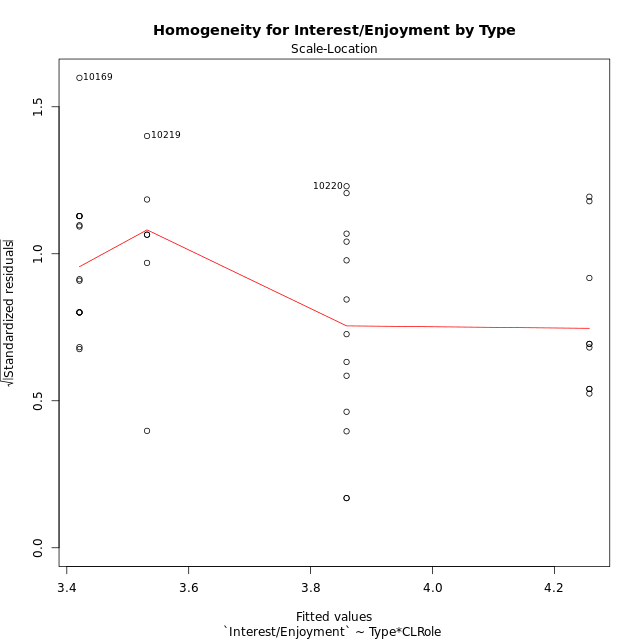 Homogeneity for Interest/Enjoyment by Type
Scale-Location
10169
10219
10220
1.5
1.0
0.5
0.0
√|Standardized residuals|
3.4 3.6 3.8 4.0 4.2
Fitted values
`Interest/Enjoyment` ~ Type*CLRole